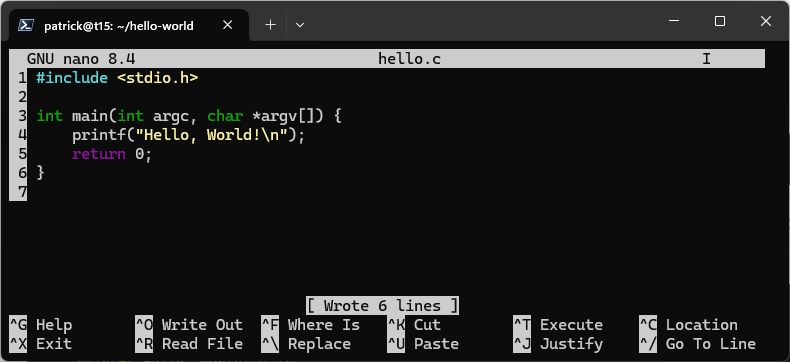 patrick@t15: ~/hello-world
GNU nano 8.4 hello.c I
1 #include <stdio.h>
2
3 int main(int argc, char *argv[]) {
4     printf("Hello, World!\n");
5     return 0;
6 }
7
[ Wrote 6 lines ]
^G Help ^O Write Out ^F Where Is ^K Cut ^T Execute ^C Location
^X Exit ^R Read File ^\ Replace ^U Paste ^J Justify ^/ Go To Line